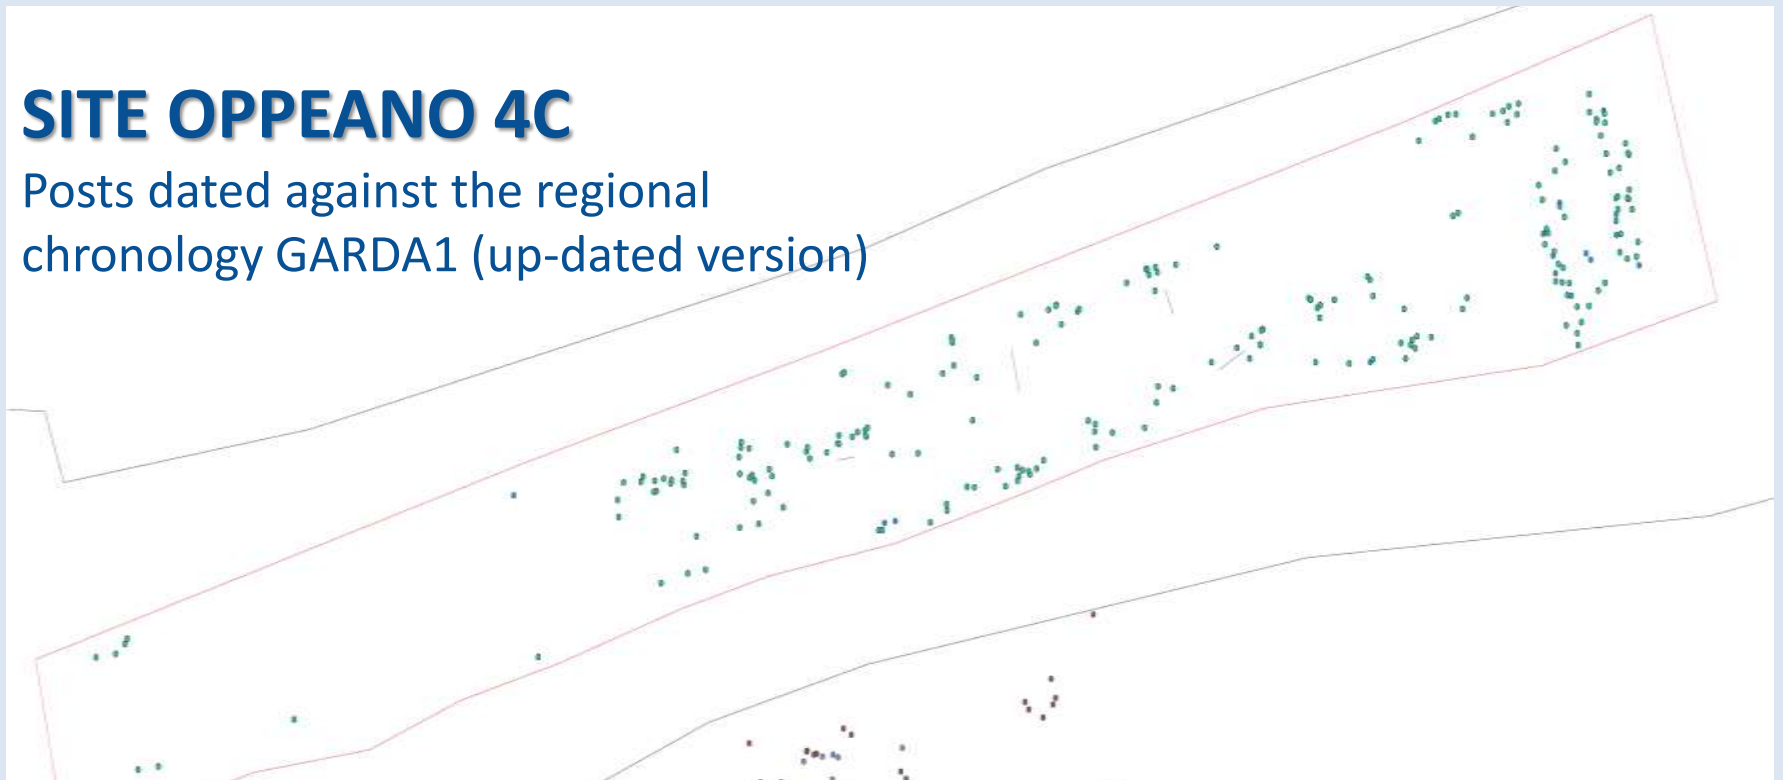 SITE OPPEANO 4C
Posts dated against the regional
chronology GARDA1 (up-dated version)